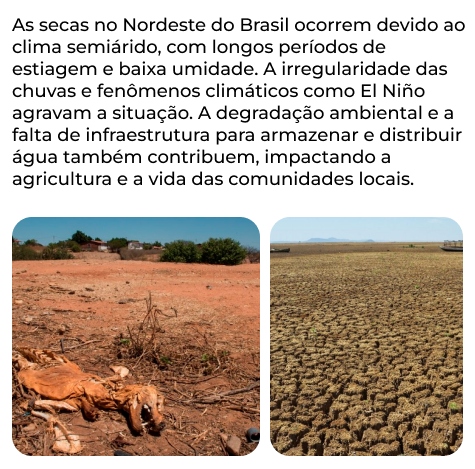 As secas no Nordeste do Brasil ocorrem devido ao
clima semiárido, com longos períodos de
estiagem e baixa umidade. A irregularidade das
chuvas e fenômenos climáticos como El Niño
agravam a situação. A degradação ambiental e a
falta de infraestrutura para armazenar e distribuir
água também contribuem, impactando a
agricultura e a vida das comunidades locais.